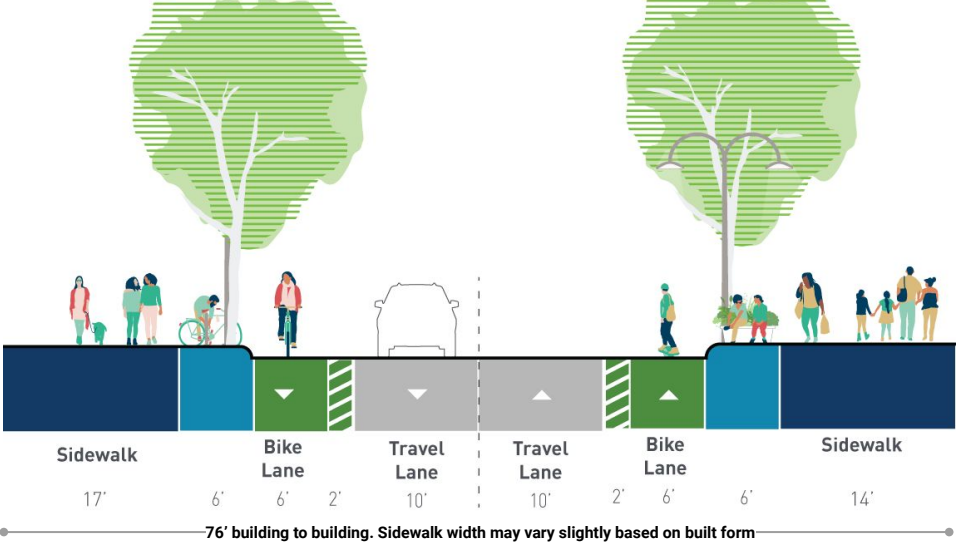 Sidewalk
Bike
Lane
Travel
Lane
Travel
Lane
Bike
Lane
Sidewalk
17’ 6’ 6’ 2’ 10’ 10’ 2’ 6’ 6’ 14’
76’ building to building. Sidewalk width may vary slightly based on built form